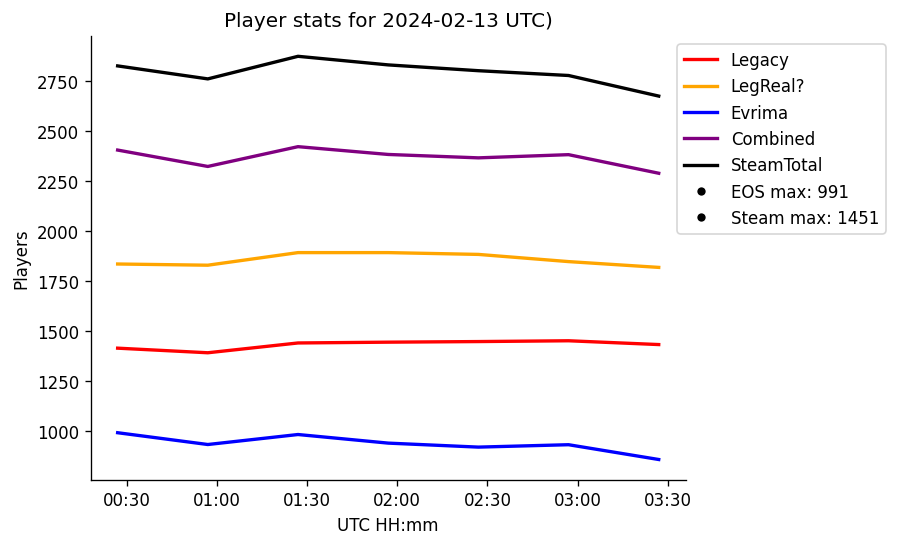 Player stats for 2024-02-13 UTC)
Legacy
LegReal?
Evrima
Combined
SteamTotal
EOS max: 991
Steam max: 1451
Players
2750
2500
2250
2000
1750
1500
1250
1000
00:30 01:00 01:30 02:00 02:30 03:00 03:30
UTC HH:mm